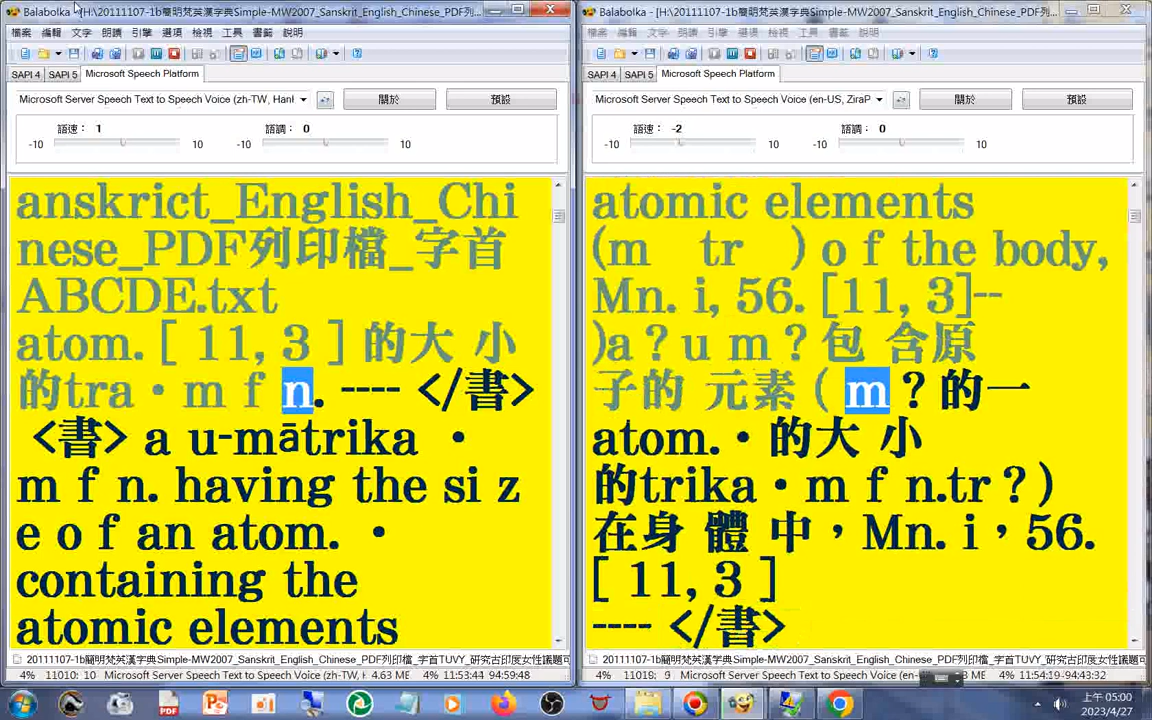 Balabolka - [H:\20111107-1b簡明梵英漢字典Simple-MW2007_Sanskrit_English_Chinese_PDF列...
檔案 編輯 文字 朗讀 引擎 選項 檢視 工具 書籤 說明
SAPI 4 SAPI 5 Microsoft Speech Platform
Microsoft Server Speech Text to Speech Voice (zh-TW, Hanl
關於 預設
語速： 1 語調： 0
-10 10 -10 10
anskrict_English_Chi
nese_PDF列印檔_字首
ABCDE.txt
atom. [ 11, 3 ] 的大 小
的tra · m f n. ---- </書>
<書> a u-mātrika ·
m f n. having the si z
e o f an atom. ·
containing the
atomic elements
20111107-1b簡明梵英漢字典Simple-MW2007_Sanskrit_English_Chinese_PDF列印檔_字首TUVY_研究古印度女性議題可
4% 11010: 10 Microsoft Server Speech Text to Speech Voice (zh-TW, H 4.63 ME 4% 11:53:44 94:59:48
Balabolka - [H:\20111107-1b簡明梵英漢字典Simple-MW2007_Sanskrit_English_Chinese_PDF列...
檔案 編輯 文字 朗讀 引擎 選項 檢視 工具 書籤 說明
SAPI 4 SAPI 5 Microsoft Speech Platform
Microsoft Server Speech Text to Speech Voice (en-US, ZiraP
關於 預設
語速： -2 語調： 0
-10 10 -10 10
atomic elements
(m tr ) o f the body,
Mn. i, 56. [11, 3]--
)a？u m？包 含原
子的 元素（ m？的一
atom.·的大 小
的trika·m f n.tr？)
在身 體 中，Mn. i，56.
[ 11, 3 ]
---- </書>
20111107-1b簡明梵英漢字典Simple-MW2007_Sanskrit_English_Chinese_PDF列印檔_字首TUVY_研究古印度女性議題可
4% 11018: 9 Microsoft Server Speech Text to Speech Voice (en-US, 4% 11:54:19-94:43:32
PDF
上午 05:00
2023/4/27